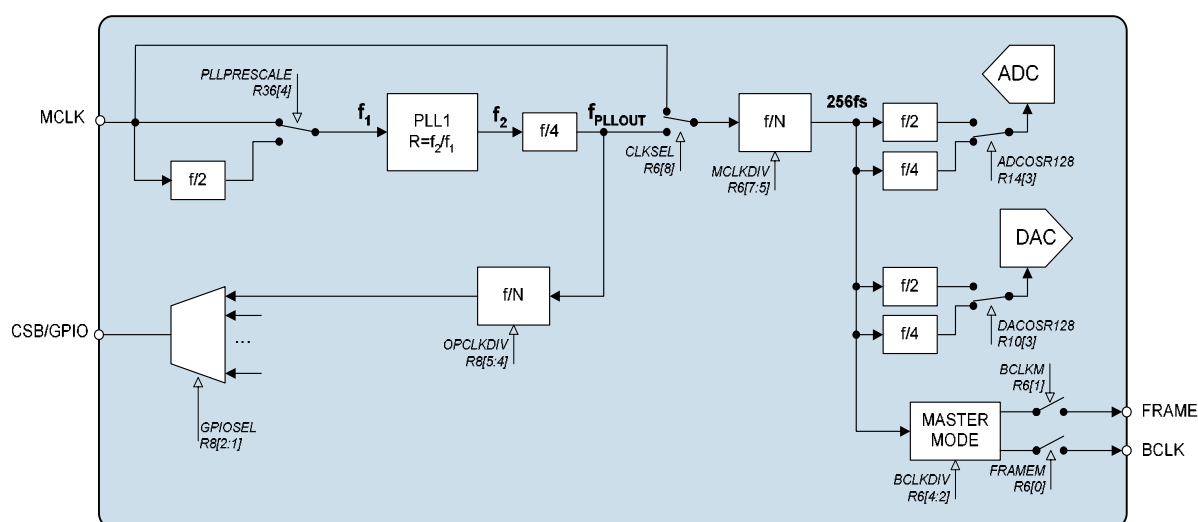 PLLPRESCALE
R36[4]
MCLK
f1
PLL1
R=f2/f1
f2
f/4
fPLLOUT
CLKSEL
R6[8]
f/N
MCLKDIV
R6[7:5]
256fs
f/2
f/4
ADC
ADCOSR128
R14[3]
f/2
DAC
f/2
f/4
DACOSR128
R10[3]
f/N
OPCLKDIV
R8[5:4]
CSB/GPIO
...
GPIOSEL
R8[2:1]
BCLKM
R6[1]
MASTER
MODE
FRAME
BCLK
BCLKDIV
R6[4:2]
FRAMEM
R6[0]